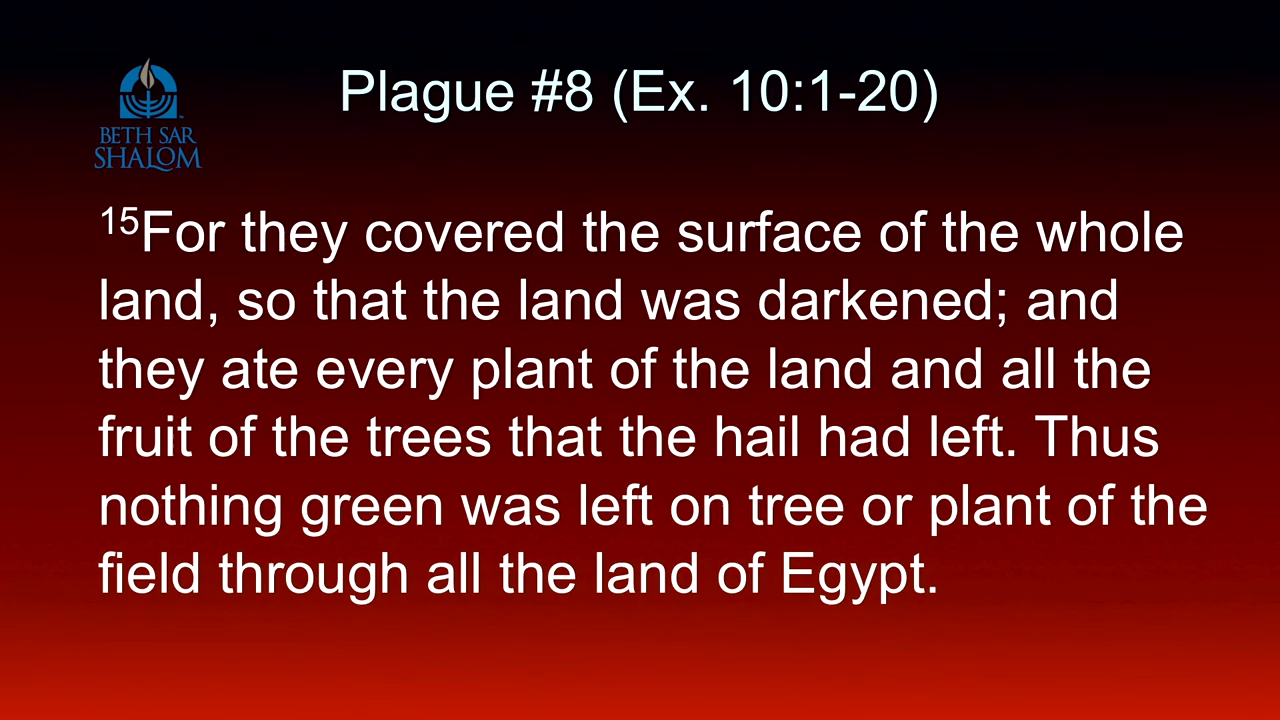 Plague #8 (Ex. 10:1-20)
BETH SAR
SHALOM
15For they covered the surface of the whole
land, so that the land was darkened; and
they ate every plant of the land and all the
fruit of the trees that the hail had left. Thus
nothing green was left on tree or plant of the
field through all the land of Egypt.